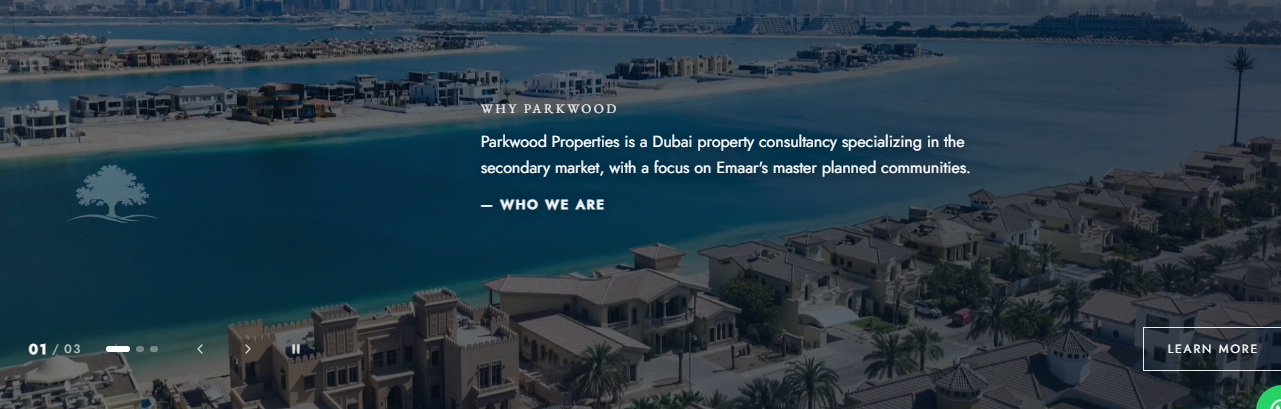 WHY PARKWOOD
Parkwood Properties is a Dubai property consultancy specializing in the
secondary market, with a focus on Emaar's master planned communities.
— WHO WE ARE
01 / 03
LEARN MORE